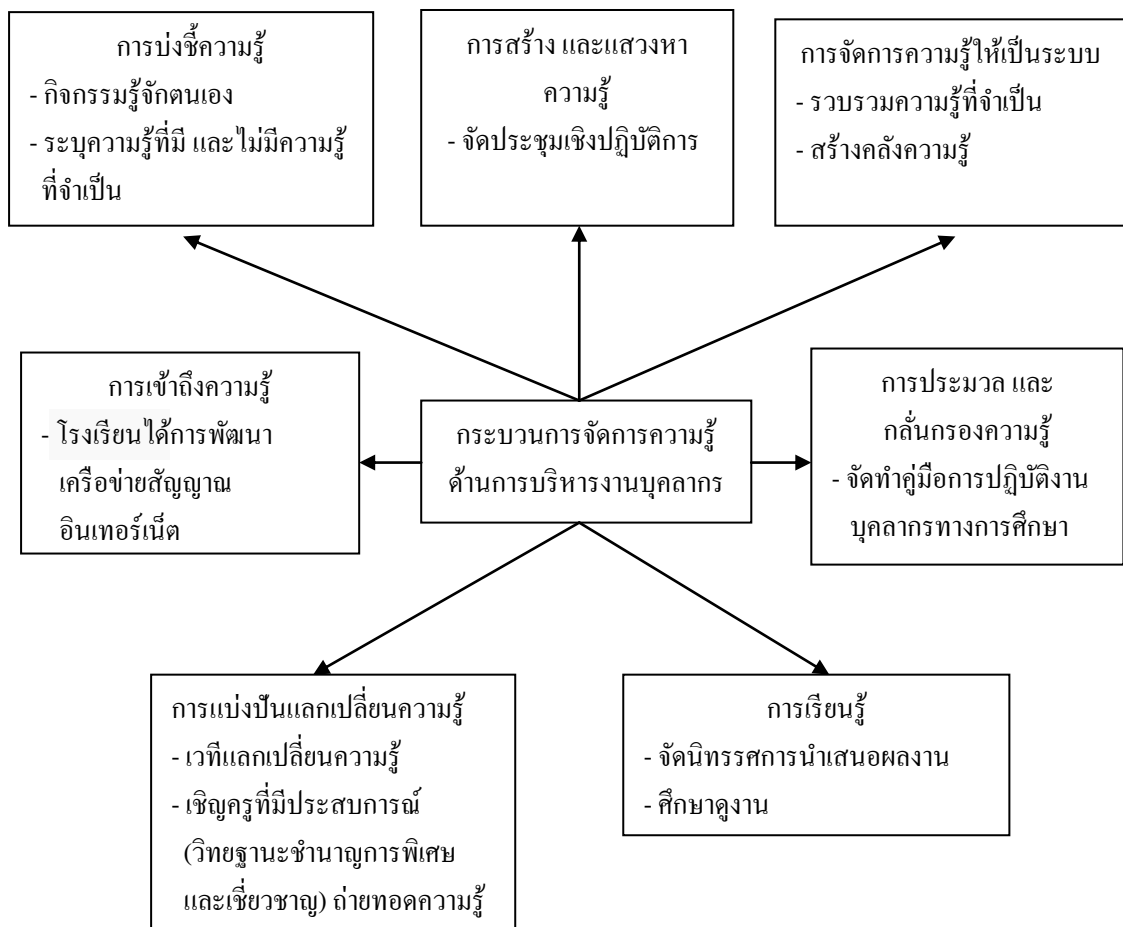 การบ่งชี้ความรู้
- กิจกรรมรู้จักตนเอง
- ระบุความรู้ที่มี และไม่มีความรู้
ที่จำเป็น
การสร้าง และแสวงหา
ความรู้
- จัดประชุมเชิงปฏิบัติการ
การจัดการความรู้ให้เป็นระบบ
- รวบรวมความรู้ที่จำเป็น
- สร้างคลังความรู้
การเข้าถึงความรู้
- โรงเรียนได้การพัฒนา
เครือข่ายสัญญาณ
อินเทอร์เน็ต
กระบวนการจัดการความรู้
ด้านการบริหารงานบุคลากร
การประมวล และ
กลั่นกรองความรู้
- จัดทำคู่มือการปฏิบัติงาน
บุคลากรทางการศึกษา
การแบ่งปันแลกเปลี่ยนความรู้
- เวทีแลกเปลี่ยนความรู้
- เชิญครูที่มีประสบการณ์
(วิทยฐานะชำนาญการพิเศษ
และเชี่ยวชาญ) ถ่ายทอดความรู้
การเรียนรู้
- จัดนิทรรศการนำเสนอผลงาน
- ศึกษาดูงาน